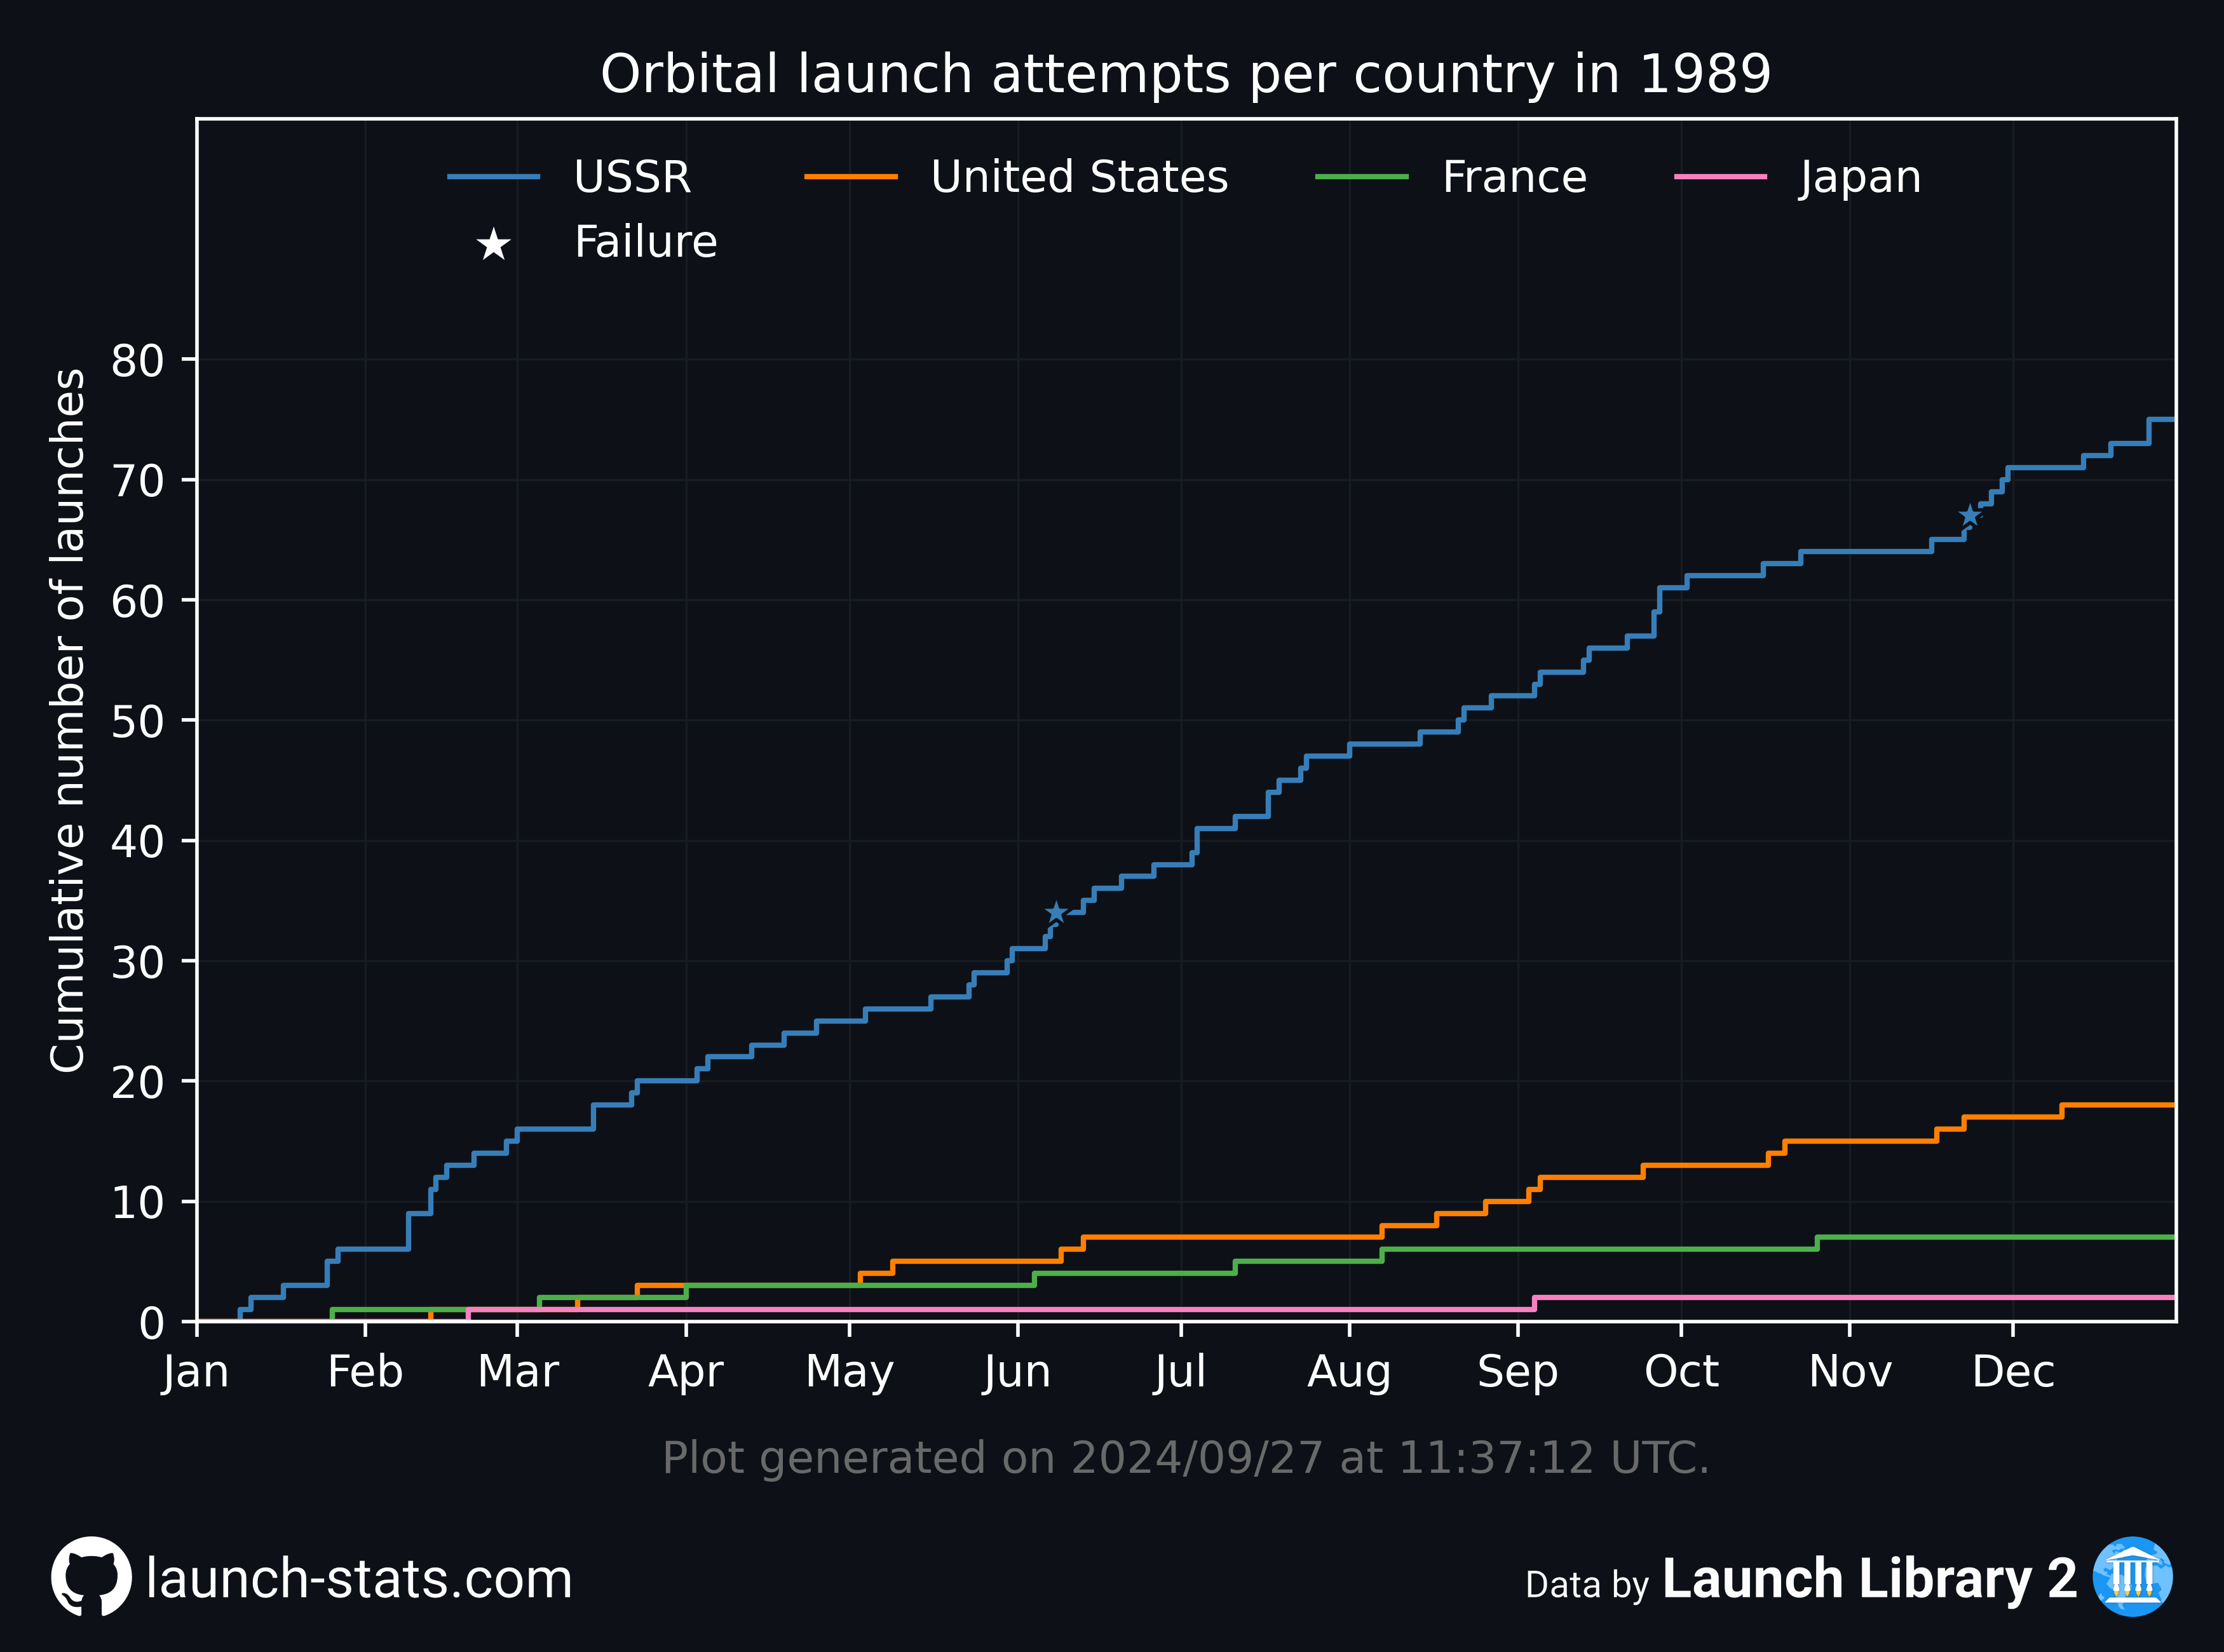 Orbital launch attempts per country in 1989
USSR United States France Japan
Failure
Cumulative number of launches
80
70
60
50
40
30
20
10
0
Jan Feb Mar Apr May Jun Jul Aug Sep Oct Nov Dec
Plot generated on 2024/09/27 at 11:37:12 UTC.
launch-stats.com
Data by Launch Library 2